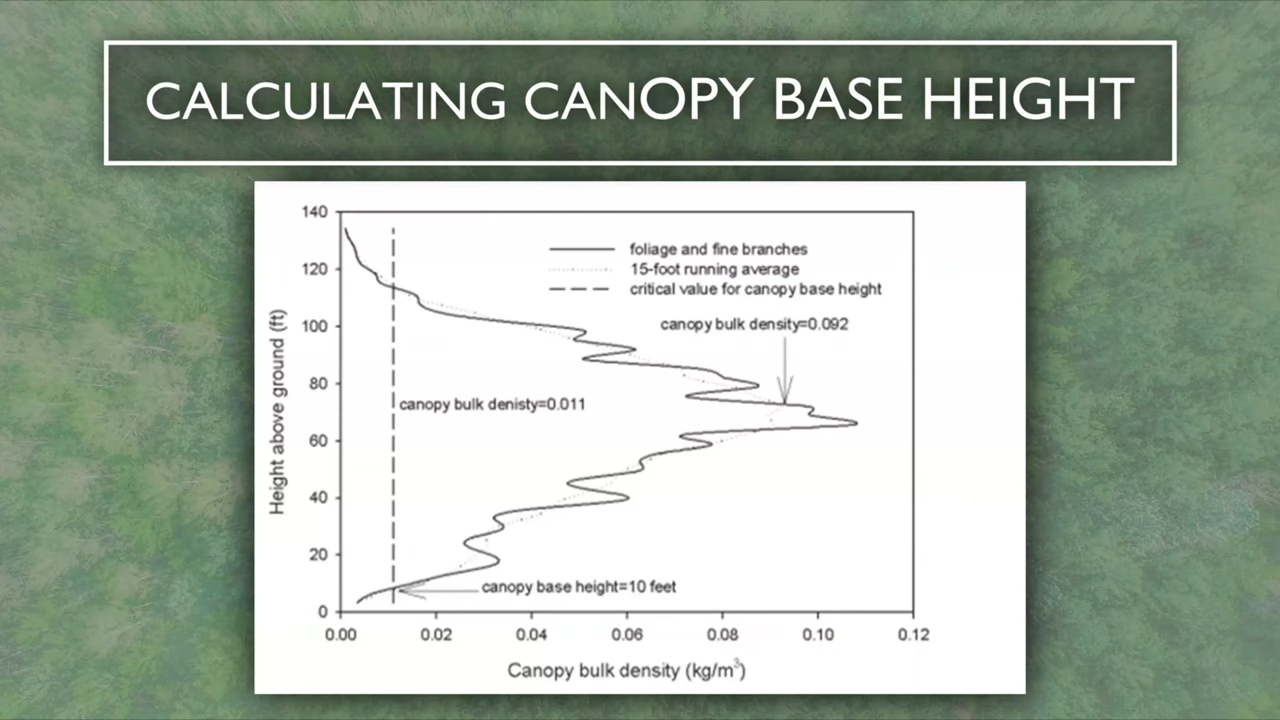 CALCULATING CANOPY BASE HEIGHT
140
120
100
80
60
40
20
0
Height above ground (ft)
foliage and fine branches
15-foot running average
critical value for canopy base height
canopy bulk density=0.092
canopy bulk denisty=0.011
canopy base height=10 feet
0.00 0.02 0.04 0.06 0.08 0.10 0.12
Canopy bulk density (kg/m³)